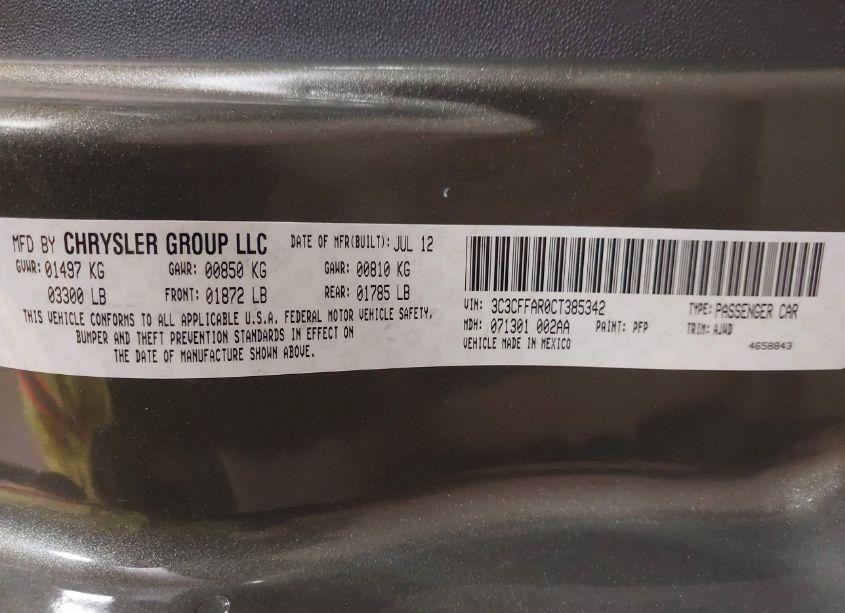 MFD BY CHRYSLER GROUP LLC DATE OF MFR(BUILT): JUL 12
GVWR: 01497 KG GAWR: 00850 KG GAWR: 00810 KG
03300 LB FRONT: 01872 LB REAR: 01785 LB
THIS VEHICLE CONFORMS TO ALL APPLICABLE U.S.A. FEDERAL MOTOR VEHICLE SAFETY,
BUMPER AND THEFT PREVENTION STANDARDS IN EFFECT ON
THE DATE OF MANUFACTURE SHOWN ABOVE.
VIN: 3C3CFFAR0CT385342 TYPE: PASSENGER CAR
MDH: 071301 002AA PAINT: PFP TRIM: AJWD
VEHICLE MADE IN MEXICO 4658843